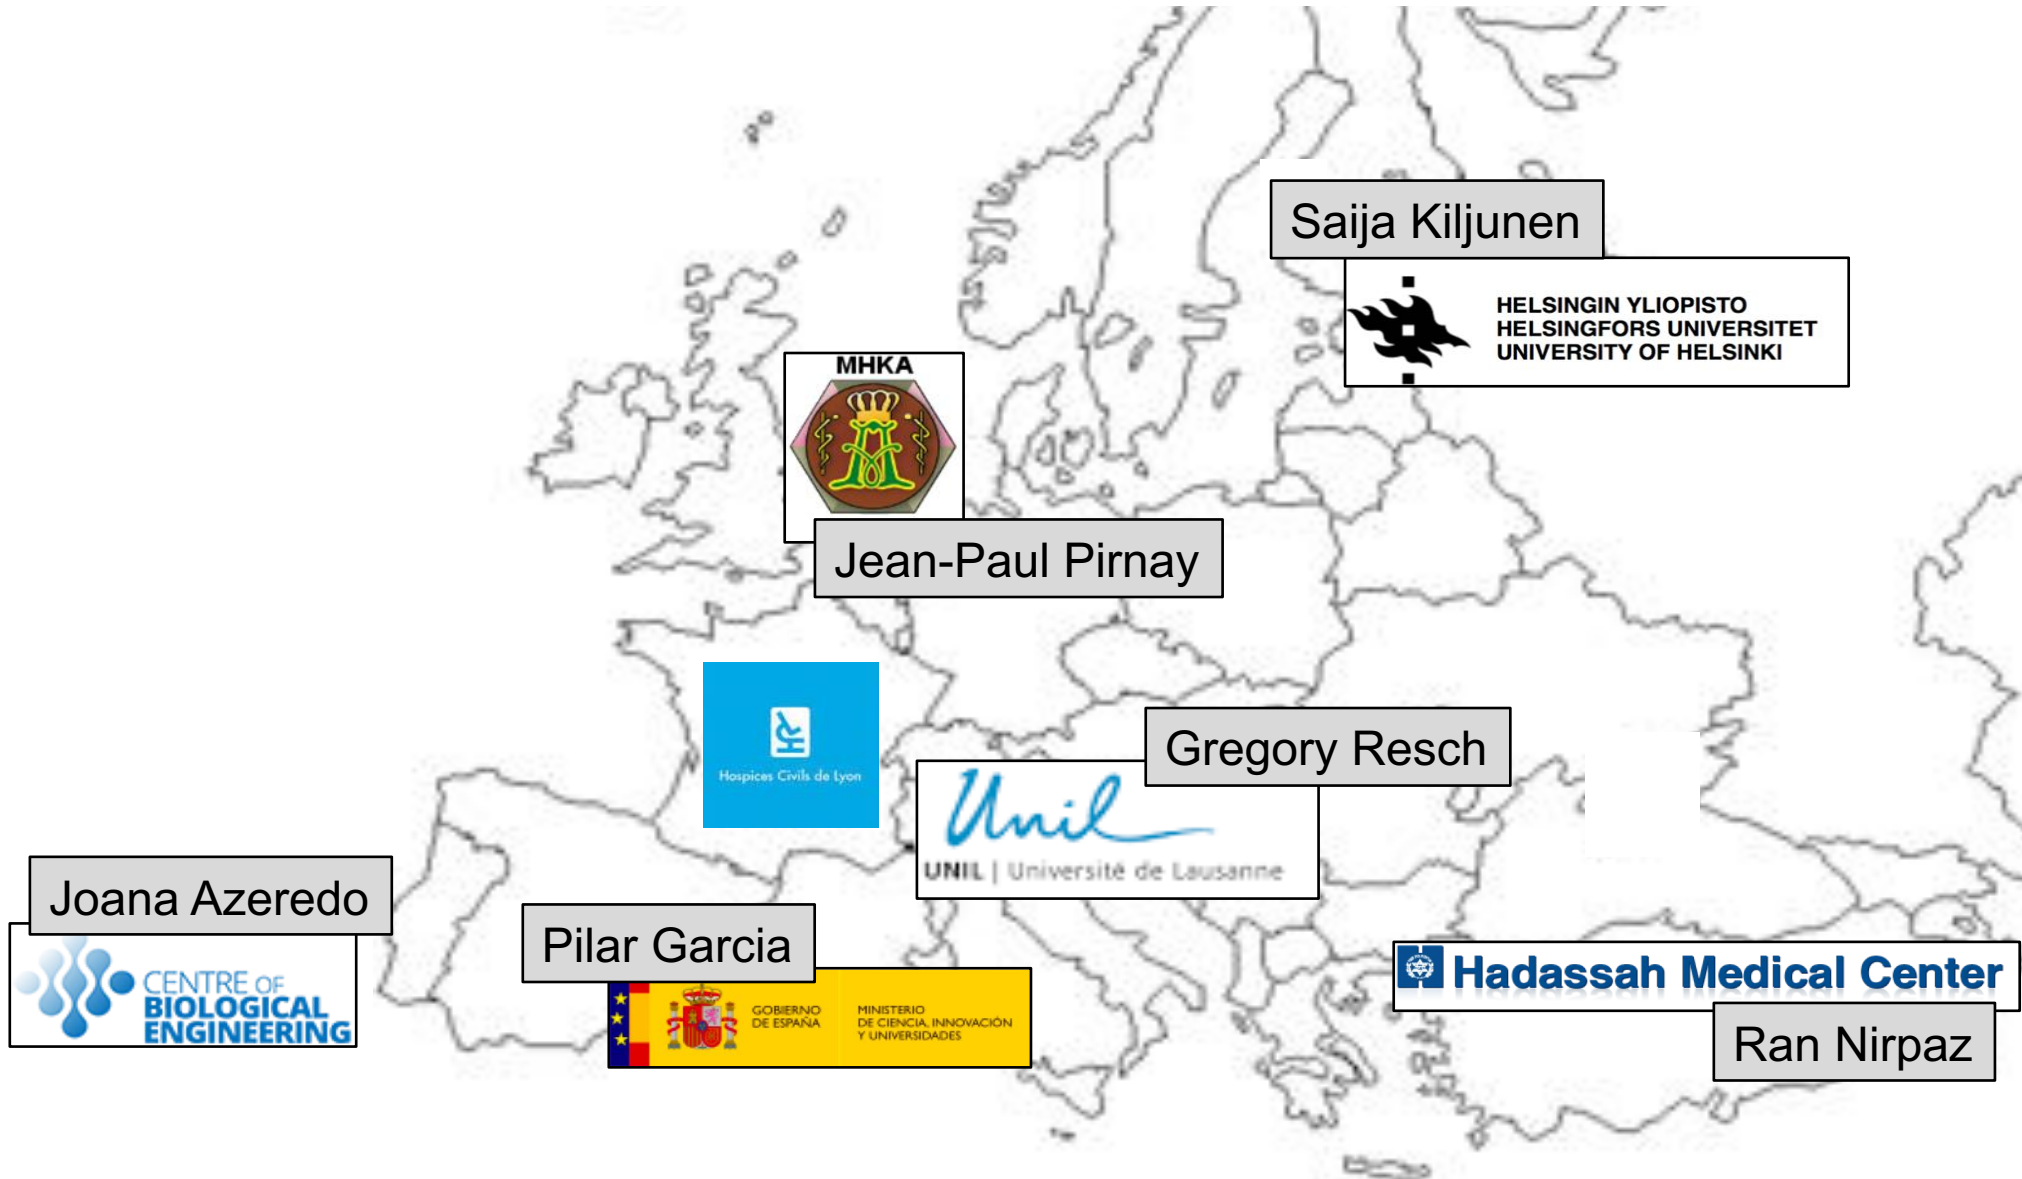 Saija Kiljunen
HELSINGIN YLIOPISTO
HELSINGFORS UNIVERSITET
UNIVERSITY OF HELSINKI
MHKA
Jean-Paul Pirnay
Hospices Civils de Lyon
Gregory Resch
Unil
UNIL | Université de Lausanne
Joana Azeredo
CENTRE OF
BIOLOGICAL
ENGINEERING
Pilar Garcia
GOBIERNO
DE ESPAÑA
MINISTERIO
DE CIENCIA, INNOVACIÓN
Y UNIVERSIDADES
Hadassah Medical Center
Ran Nirpaz